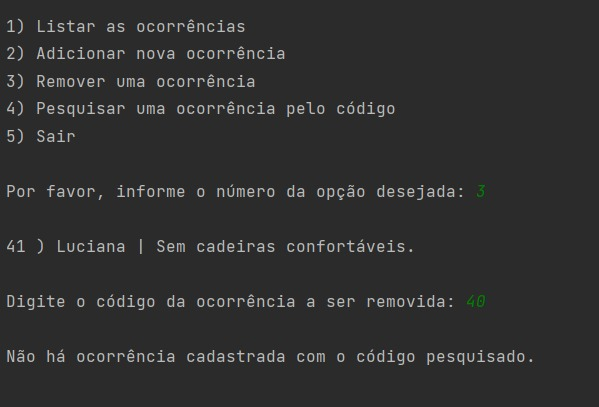 1) Listar as ocorrências
2) Adicionar nova ocorrência
3) Remover uma ocorrência
4) Pesquisar uma ocorrência pelo código
5) Sair
Por favor, informe o número da opção desejada: 3
41 ) Luciana | Sem cadeiras confortáveis.
Digite o código da ocorrência a ser removida: 40
Não há ocorrência cadastrada com o código pesquisado.